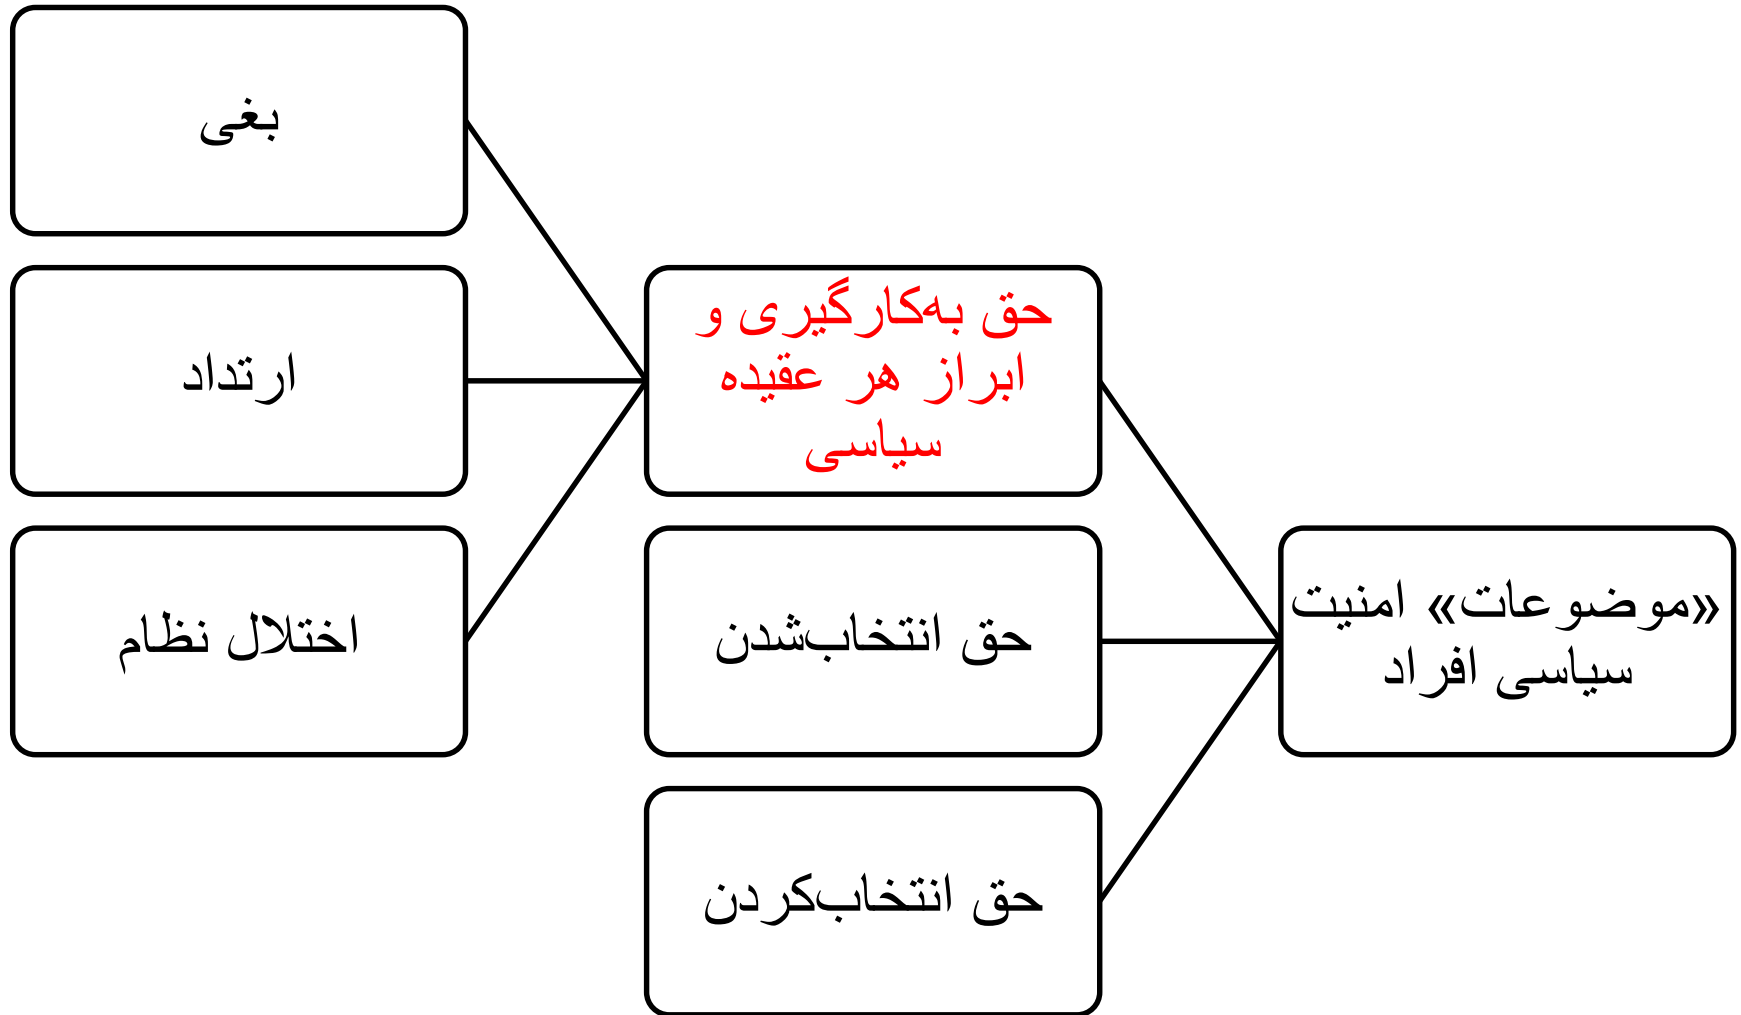 «موضوعات» امنیت
سیاسی افراد
حق به‌کارگیری و
ابراز هر عقیده
سیاسی
حق انتخاب‌شدن
حق انتخاب‌کردن
بغی
ارتداد
اختلال نظام